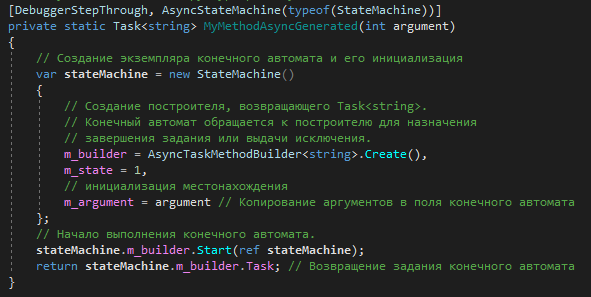 [DebuggerStepThrough, AsyncStateMachine(typeof(StateMachine))]
private static Task<string> MyMethodAsyncGenerated(int argument)
{
// Создание экземпляра конечного автомата и его инициализация
var stateMachine = new StateMachine()
{
// Создание построителя, возвращающего Task<string>.
// Конечный автомат обращается к построителю для назначения
// завершения задания или выдачи исключения.
m_builder = AsyncTaskMethodBuilder<string>.Create(),
m_state = 1,
// инициализация местонахождения
m_argument = argument // Копирование аргументов в поля конечного автомата
};
// Начало выполнения конечного автомата.
stateMachine.m_builder.Start(ref stateMachine);
return stateMachine.m_builder.Task; // Возвращение задания конечного автомата
}